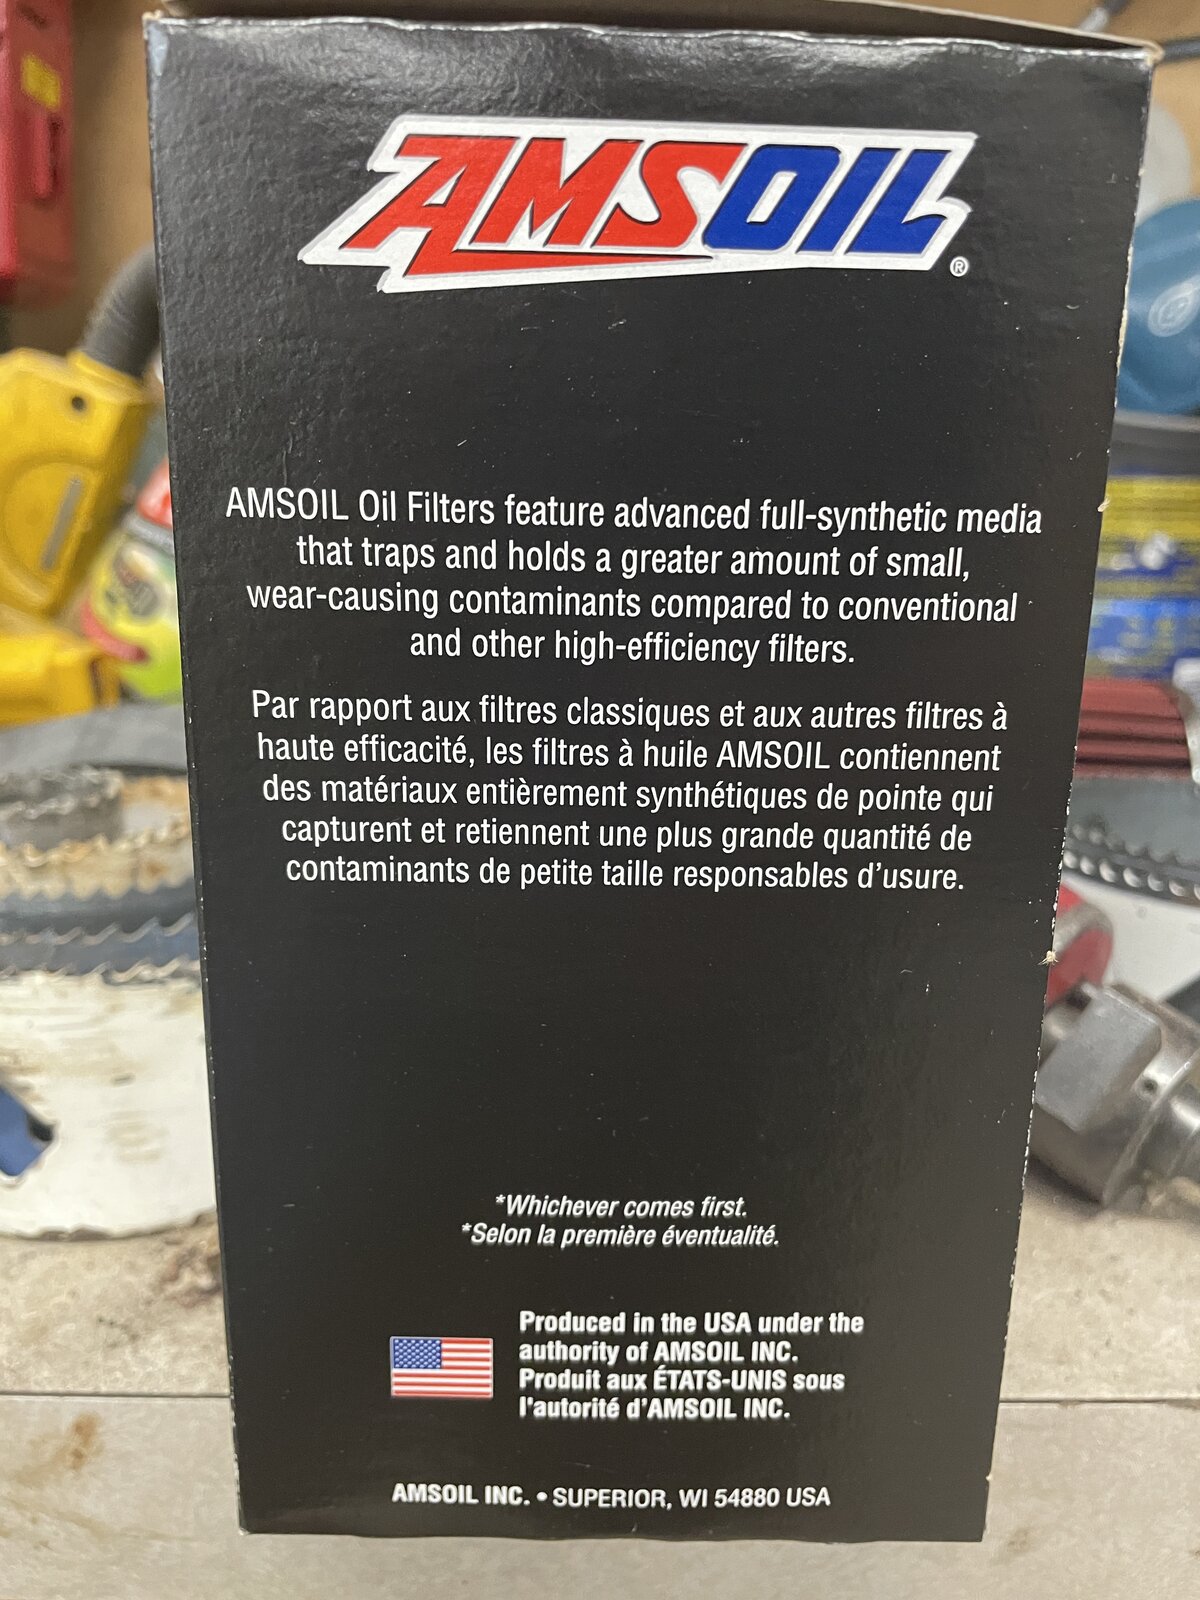 AMSOIL®
AMSOIL Oil Filters feature advanced full-synthetic media
that traps and holds a greater amount of small,
wear-causing contaminants compared to conventional
and other high-efficiency filters.
Par rapport aux filtres classiques et aux autres filtres à
haute efficacité, les filtres à huile AMSOIL contiennent
des matériaux entièrement synthétiques de pointe qui
capturent et retiennent une plus grande quantité de
contaminants de petite taille responsables d'usure.
*Whichever comes first.
*Selon la première éventualité.
Produced in the USA under the
authority of AMSOIL INC.
Produit aux ÉTATS-UNIS sous
l'autorité d'AMSOIL INC.
AMSOIL INC. • SUPERIOR, WI 54880 USA